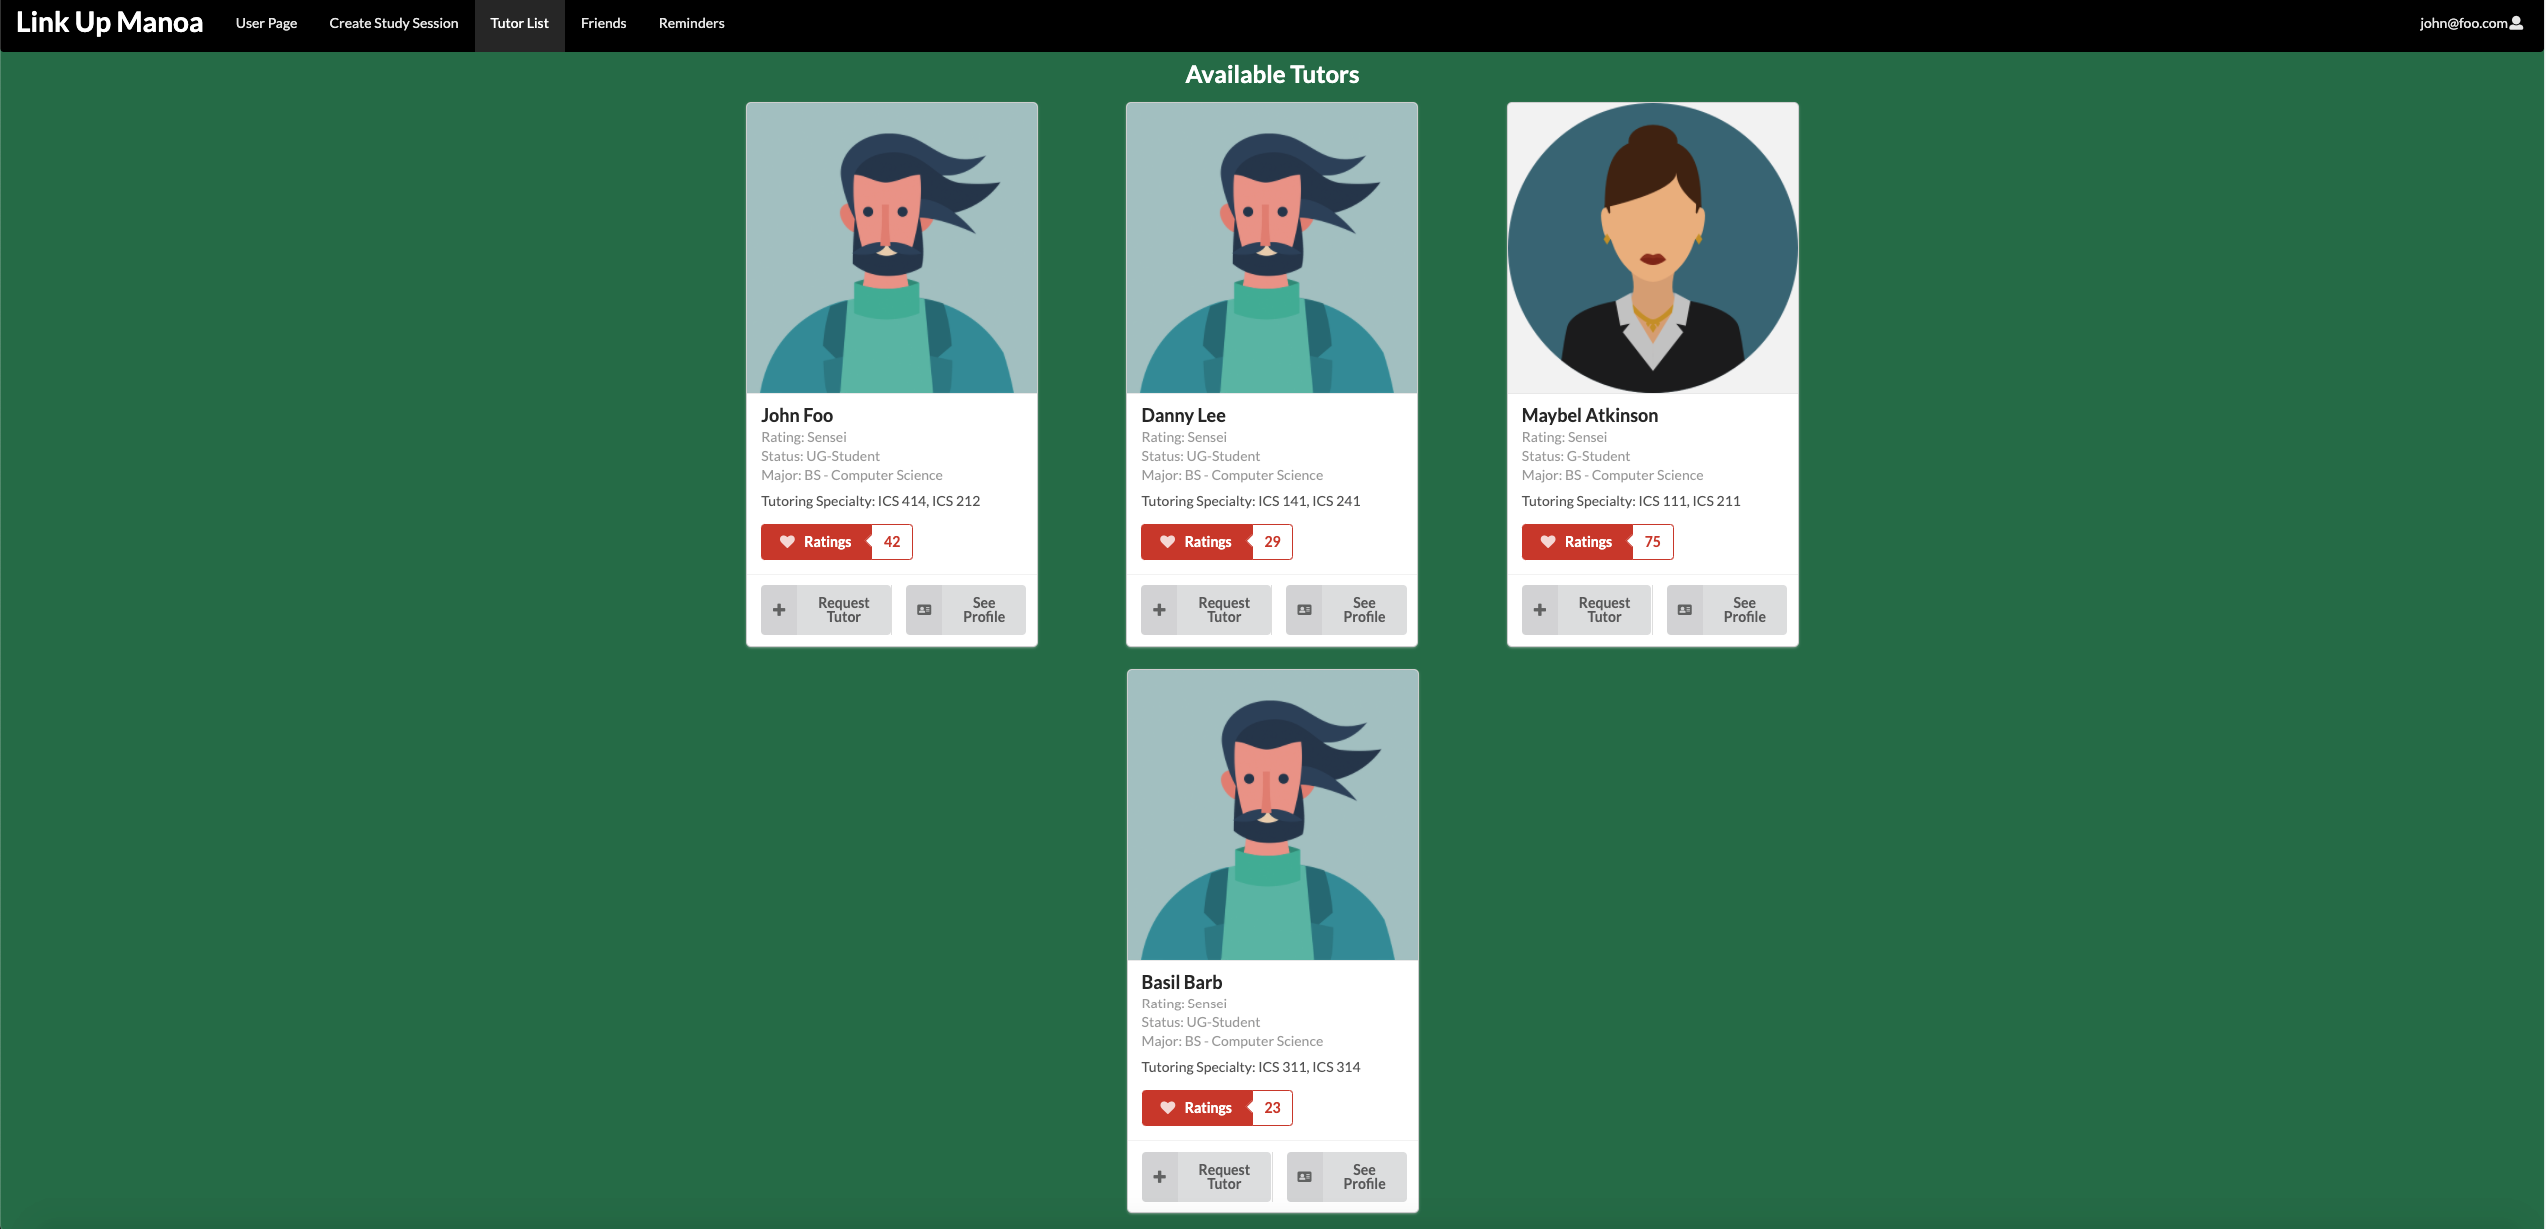 Link Up Manoa
User Page
Create Study Session
Tutor List
Friends
Reminders
john@foo.com
Available Tutors
John Foo
Rating: Sensei
Status: UG-Student
Major: BS - Computer Science
Tutoring Specialty: ICS 414, ICS 212
Ratings
42
Request
Tutor
See
Profile
Danny Lee
Rating: Sensei
Status: UG-Student
Major: BS - Computer Science
Tutoring Specialty: ICS 141, ICS 241
Ratings
29
Request
Tutor
See
Profile
Maybel Atkinson
Rating: Sensei
Status: G-Student
Major: BS - Computer Science
Tutoring Specialty: ICS 111, ICS 211
Ratings
75
Request
Tutor
See
Profile
Basil Barb
Rating: Sensei
Status: UG-Student
Major: BS - Computer Science
Tutoring Specialty: ICS 311, ICS 314
Ratings
23
Request
Tutor
See
Profile